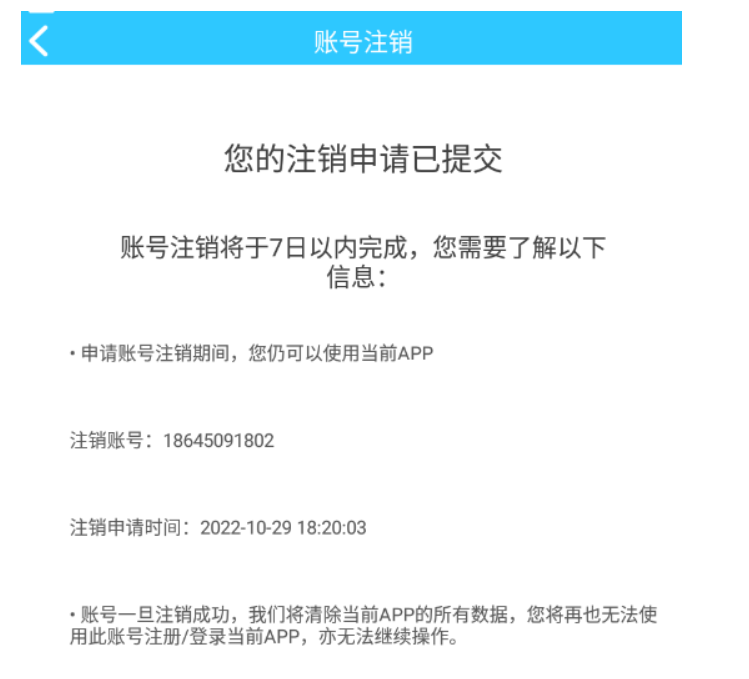 账号注销
您的注销申请已提交
账号注销将于7日以内完成，您需要了解以下
信息：
• 申请账号注销期间，您仍可以使用当前APP
注销账号：18645091802
注销申请时间：2022-10-29 18:20:03
• 账号一旦注销成功，我们将清除当前APP的所有数据，您将再也无法使
用此账号注册/登录当前APP，亦无法继续操作。